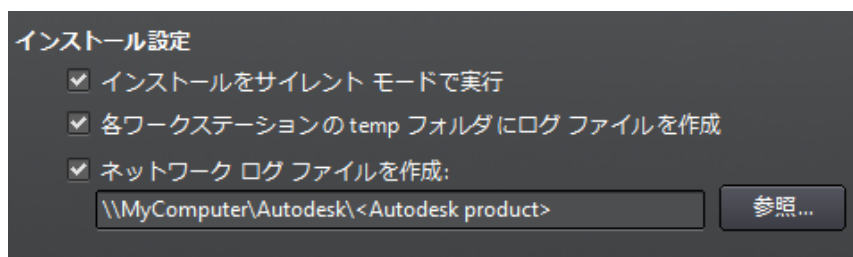 インストール設定
インストールをサイレント モードで実行
各ワークステーションの temp フォルダにログ ファイルを作成
ネットワーク ログ ファイルを作成:
\\MyComputer\Autodesk\<Autodesk product>
参照...